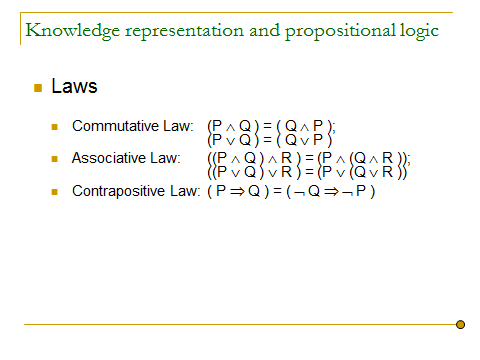 Knowledge representation and propositional logic
Laws
Commutative Law: (P ∧ Q ) = ( Q ∧ P );
(P ∨ Q ) = ( Q ∨ P )
Associative Law: ((P ∧ Q ) ∧ R ) = (P ∧ (Q ∧ R ));
((P ∨ Q ) ∨ R ) = (P ∨ (Q ∨ R ))
Contrapositive Law: ( P ⇒ Q ) = ( ¬ Q ⇒ ¬ P )